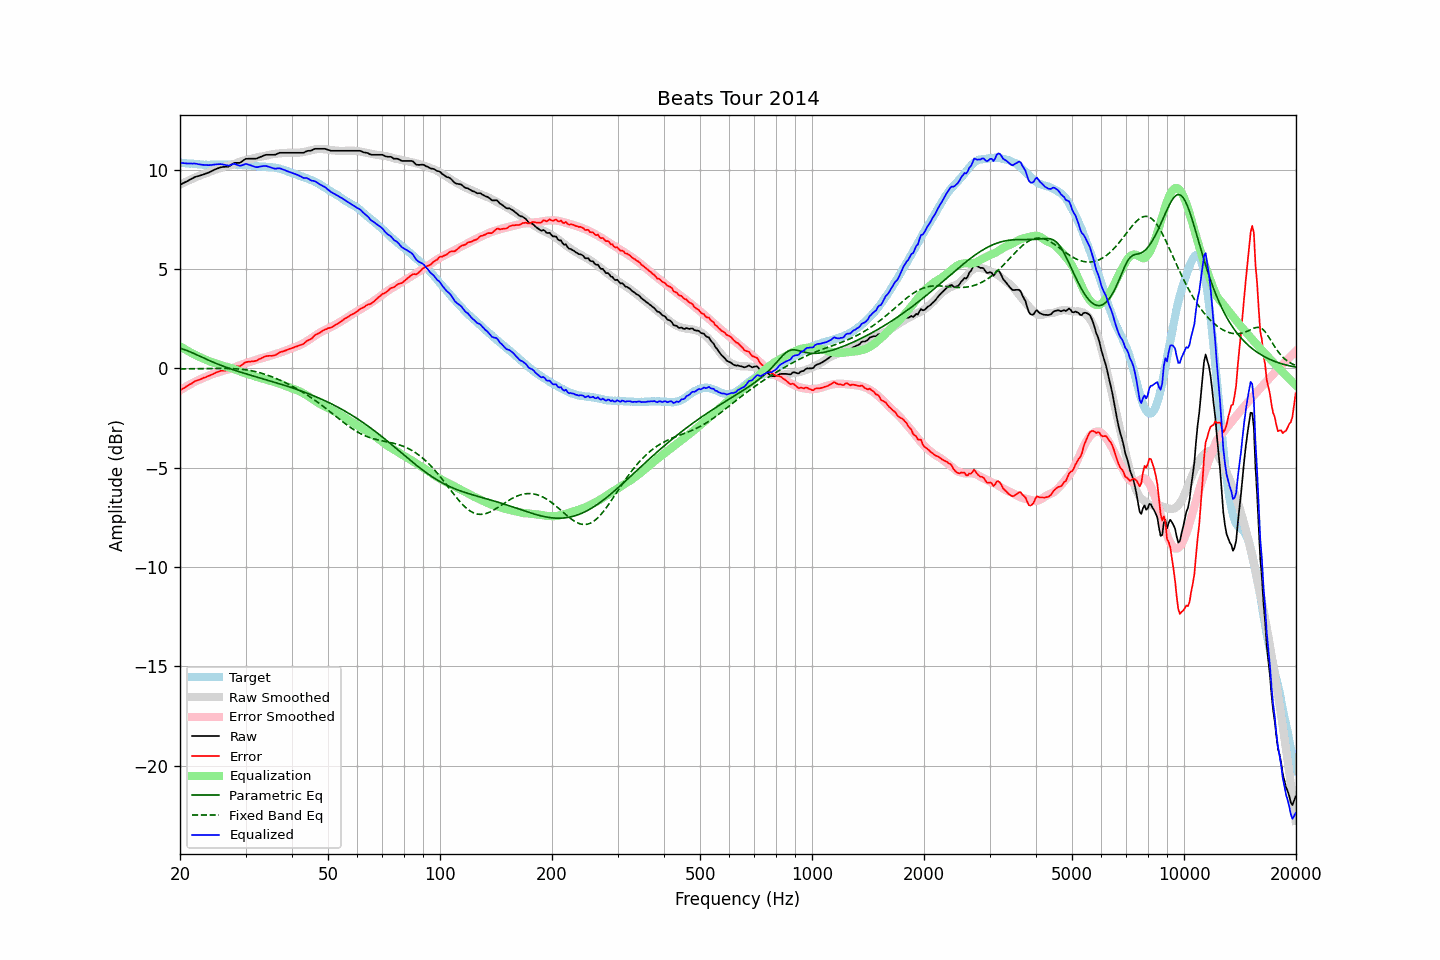 Beats Tour 2014
Amplitude (dBr)
10
5
0
−5
−10
−15
−20
Target
Raw Smoothed
Error Smoothed
Raw
Error
Equalization
Parametric Eq
Fixed Band Eq
Equalized
20 50 100 200 500 1000 2000 5000 10000 20000
Frequency (Hz)